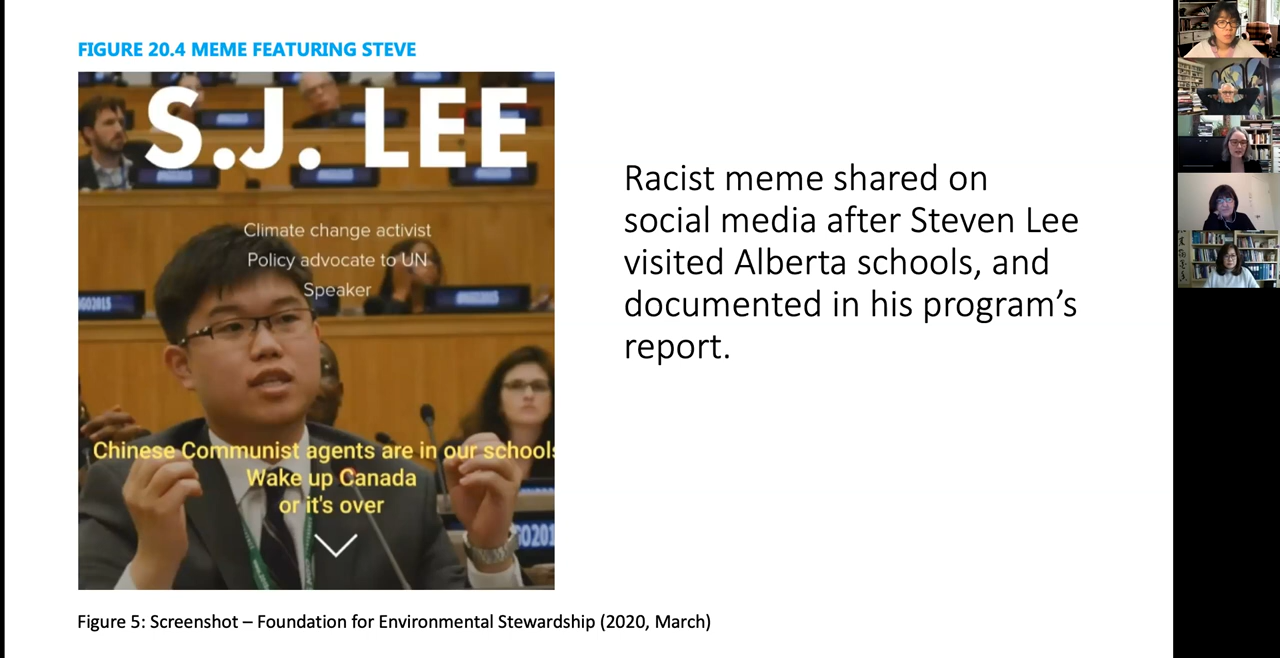 FIGURE 20.4 MEME FEATURING STEVE
S.J. LEE
Climate change activist
Policy advocate to UN
Speaker
Chinese Communist agents are in our schools
Wake up Canada
or it's over
Racist meme shared on
social media after Steven Lee
visited Alberta schools, and
documented in his program's
report.
Figure 5: Screenshot – Foundation for Environmental Stewardship (2020, March)